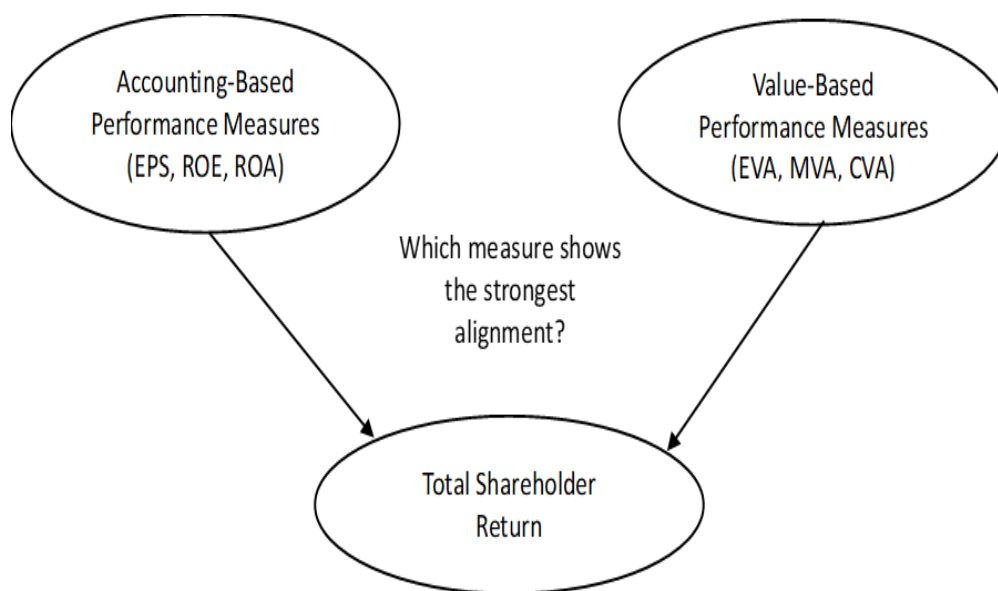 Accounting-Based
Performance Measures
(EPS, ROE, ROA)
Value-Based
Performance Measures
(EVA, MVA, CVA)
Which measure shows
the strongest
alignment?
Total Shareholder
Return